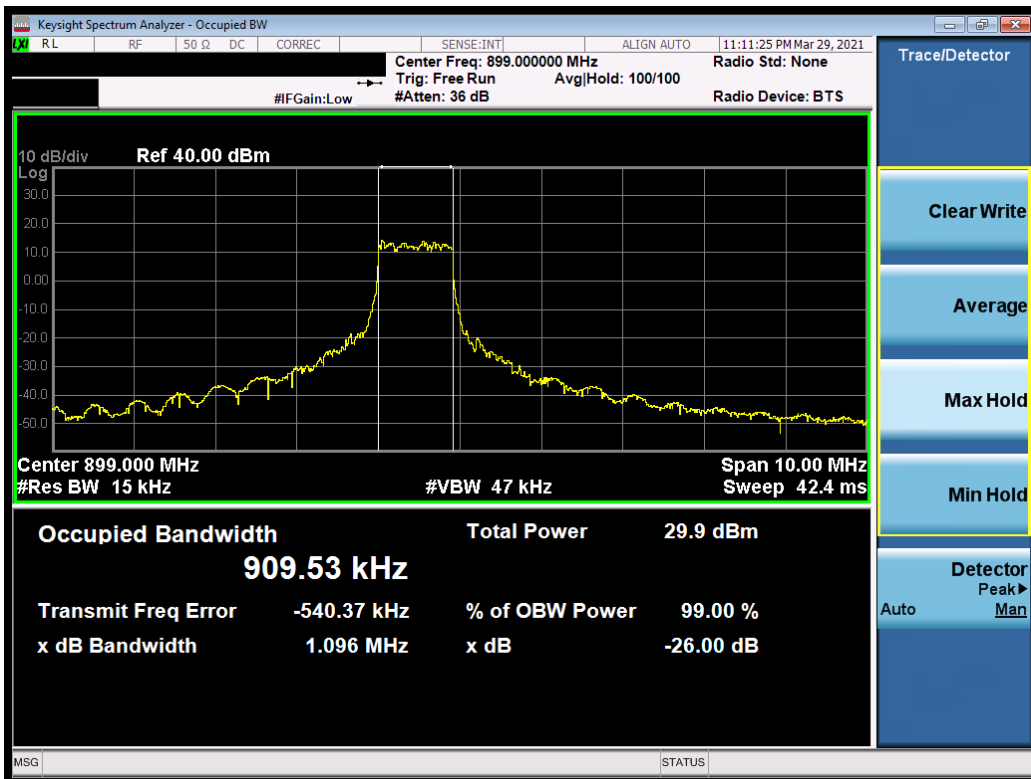 Keysight Spectrum Analyzer - Occupied BW
LXI RL RF 50 Ω DC CORREC SENSE:INT ALIGN AUTO 11:11:25 PM Mar 29, 2021
Center Freq: 899.000000 MHz Radio Std: None
Trig: Free Run Avg|Hold: 100/100
#IFGain:Low #Atten: 36 dB Radio Device: BTS
10 dB/div Ref 40.00 dBm
Log
30.0
20.0
10.0
0.00
-10.0
-20.0
-30.0
-40.0
-50.0
Center 899.000 MHz Span 10.00 MHz
#Res BW 15 kHz #VBW 47 kHz Sweep 42.4 ms
Occupied Bandwidth Total Power 29.9 dBm
909.53 kHz
Transmit Freq Error -540.37 kHz % of OBW Power 99.00 %
x dB Bandwidth 1.096 MHz x dB -26.00 dB
MSG STATUS
Trace/Detector
Clear Write
Average
Max Hold
Min Hold
Detector
Peak▶
Auto Man